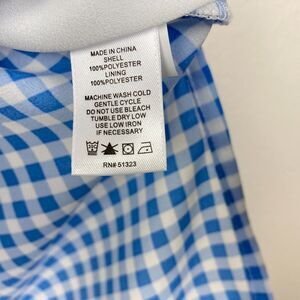 MADE IN CHINA
SHELL
100%POLYESTER
LINING
100%POLYESTER
MACHINE WASH COLD
GENTLE CYCLE
DO NOT BLEACH
TUMBLE DRY LOW
USE LOW IRON
IF NECESSARY
RN# 51323